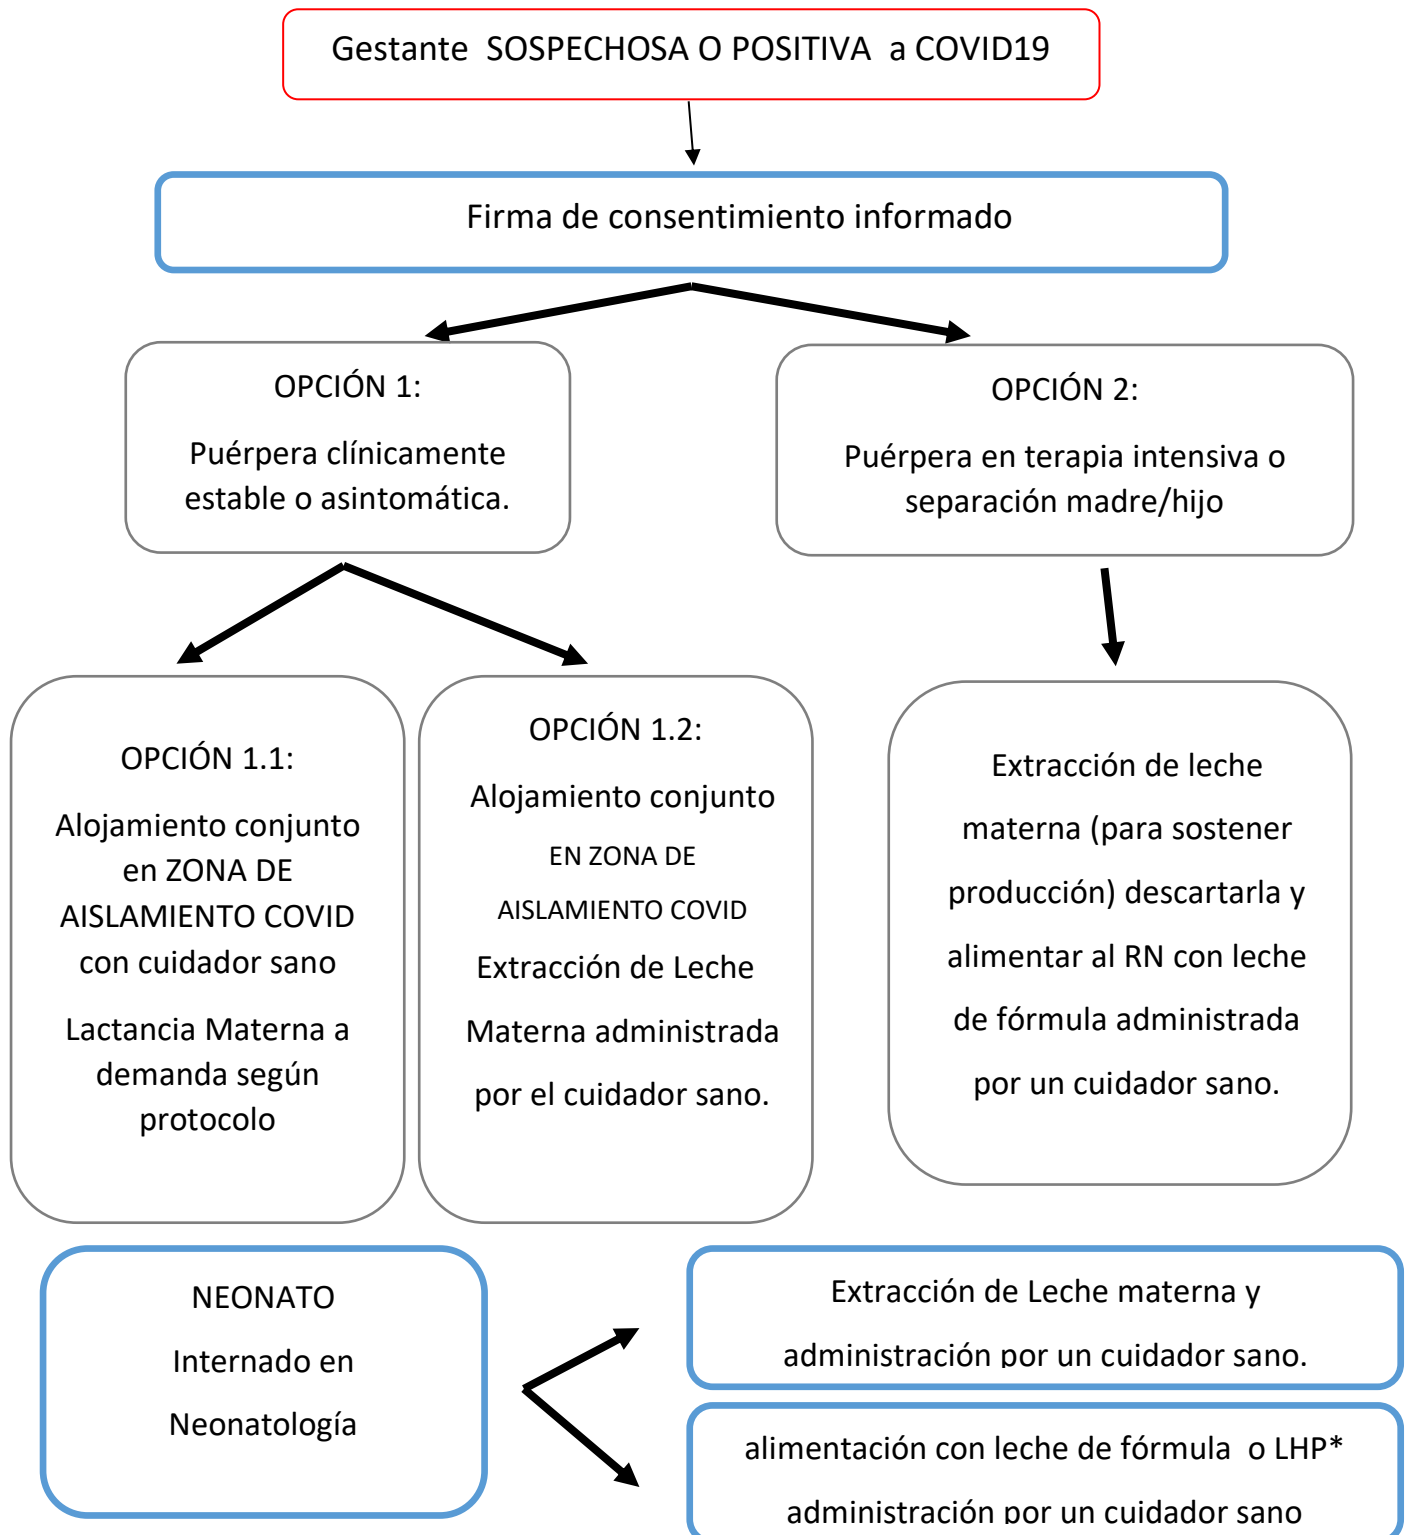 Gestante SOSPECHOSA O POSITIVA a COVID19
Firma de consentimiento informado
OPCIÓN 1:
Puérpera clínicamente
estable o asintomática.
OPCIÓN 2:
Puérpera en terapia intensiva o
separación madre/hijo
OPCIÓN 1.1:
Alojamiento conjunto
en ZONA DE
AISLAMIENTO COVID
con cuidador sano
Lactancia Materna a
demanda según
protocolo
OPCIÓN 1.2:
Alojamiento conjunto
EN ZONA DE
AISLAMIENTO COVID
Extracción de Leche
Materna administrada
por el cuidador sano.
Extracción de leche
materna (para sostener
producción) descartarla y
alimentar al RN con leche
de fórmula administrada
por un cuidador sano.
NEONATO
Internado en
Neonatología
Extracción de Leche materna y
administración por un cuidador sano.
alimentación con leche de fórmula o LHP*
administración por un cuidador sano